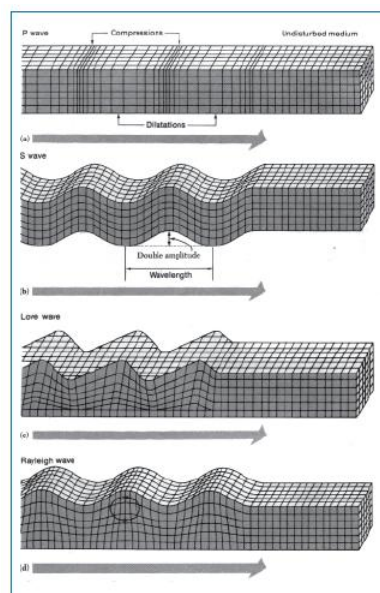 P wave
Compressions
Undisturbed medium
Dilatations
(a)
S wave
Double amplitude
Wavelength
(b)
Love wave
(c)
Rayleigh wave
(d)